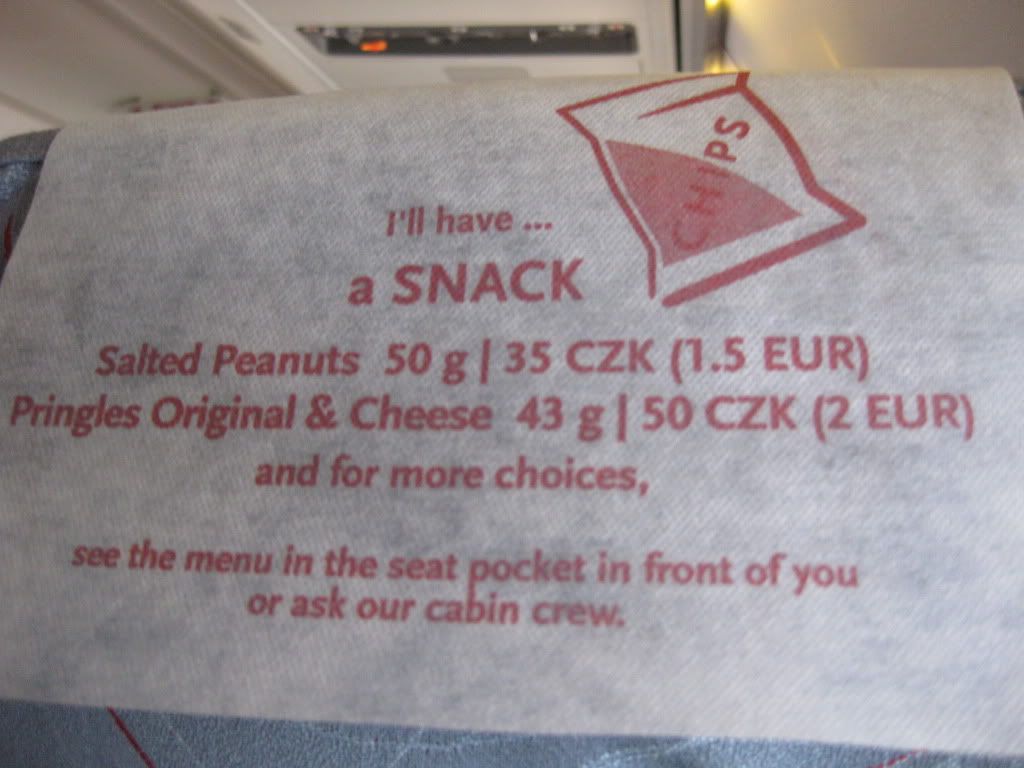 CHIPS
I'll have ...
a SNACK
Salted Peanuts 50 g | 35 CZK (1.5 EUR)
Pringles Original & Cheese 43 g | 50 CZK (2 EUR)
and for more choices,
see the menu in the seat pocket in front of you
or ask our cabin crew.